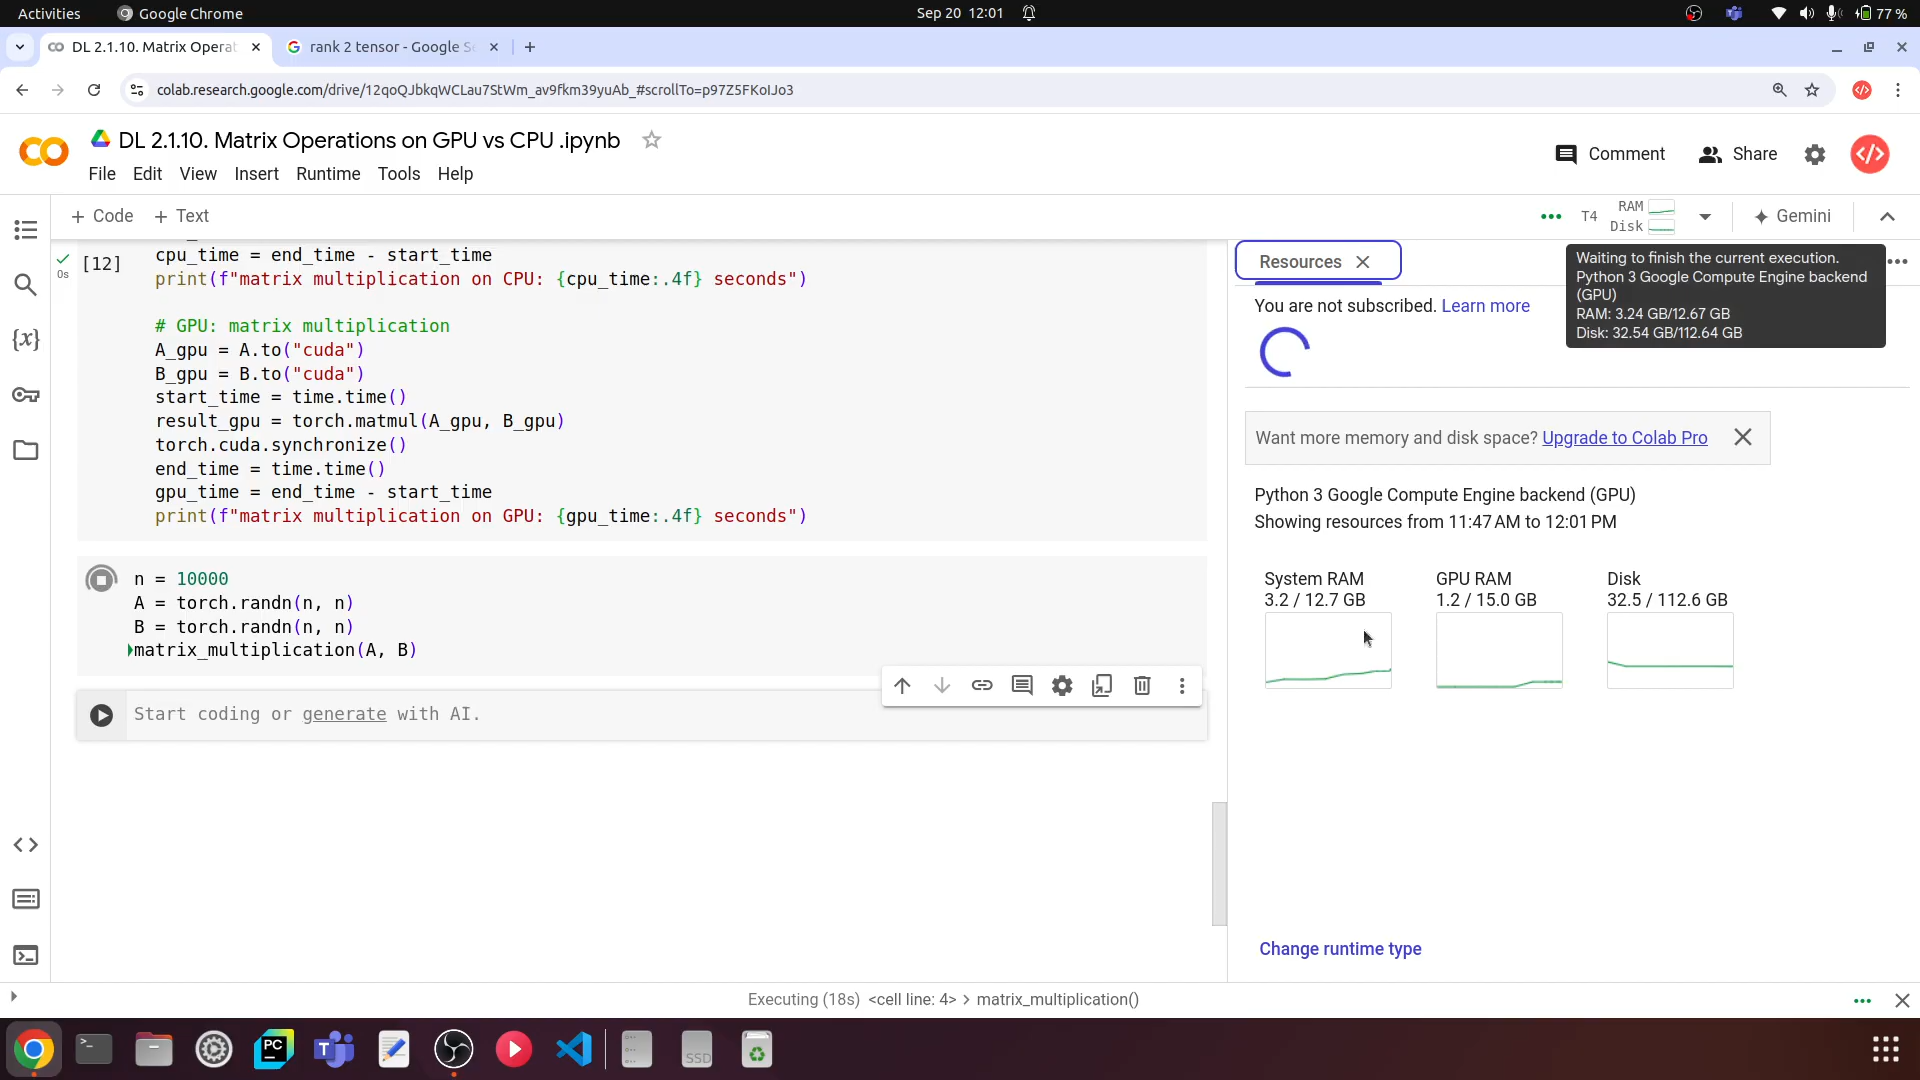 Activities
Google Chrome
Sep 20 12:01
77 %
DL 2.1.10. Matrix Operat
rank 2 tensor - Google S
colab.research.google.com/drive/12qoQJbkqWCLau7StWm_av9fkm39yuAb_#scrollTo=p97Z5FKoIJo3
DL 2.1.10. Matrix Operations on GPU vs CPU .ipynb
Comment
Share
File Edit View Insert Runtime Tools Help
+ Code + Text
T4
RAM
Disk
Gemini
0s
[12]
cpu_time = end_time - start_time
print(f"matrix multiplication on CPU: {cpu_time:.4f} seconds")
# GPU: matrix multiplication
A_gpu = A.to("cuda")
B_gpu = B.to("cuda")
start_time = time.time()
result_gpu = torch.matmul(A_gpu, B_gpu)
torch.cuda.synchronize()
end_time = time.time()
gpu_time = end_time - start_time
print(f"matrix multiplication on GPU: {gpu_time:.4f} seconds")
n = 10000
A = torch.randn(n, n)
B = torch.randn(n, n)
matrix_multiplication(A, B)
Start coding or generate with AI.
Resources
You are not subscribed. Learn more
Waiting to finish the current execution.
Python 3 Google Compute Engine backend
(GPU)
RAM: 3.24 GB/12.67 GB
Disk: 32.54 GB/112.64 GB
Want more memory and disk space? Upgrade to Colab Pro
Python 3 Google Compute Engine backend (GPU)
Showing resources from 11:47 AM to 12:01 PM
System RAM
3.2 / 12.7 GB
GPU RAM
1.2 / 15.0 GB
Disk
32.5 / 112.6 GB
Change runtime type
Executing (18s) <cell line: 4> > matrix_multiplication()
PC
SSD